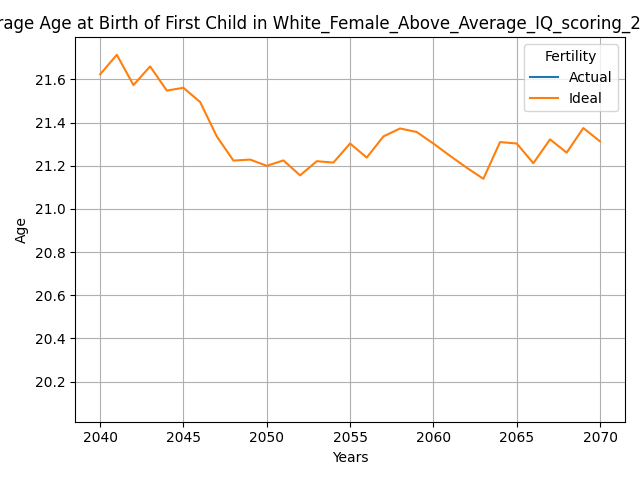 rage Age at Birth of First Child in White_Female_Above_Average_IQ_scoring_2
Fertility
Actual
Ideal
21.6
21.4
21.2
21.0
20.8
20.6
20.4
20.2
Age
2040 2045 2050 2055 2060 2065 2070
Years